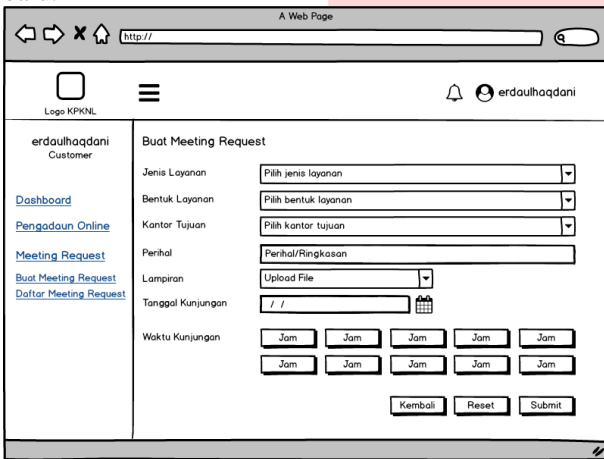 A Web Page
http://
Logo KPKNL
erdaulhaqdani
erdaulhaqdani
Customer
Dashboard
Pengadaun Online
Meeting Request
Buat Meeting Request
Daftar Meeting Request
Buat Meeting Request
Jenis Layanan Pilih jenis layanan
Bentuk Layanan Pilih bentuk layanan
Kantor Tujuan Pilih kantor tujuan
Perihal Perihal/Ringkasan
Lampiran Upload File
Tanggal Kunjungan / /
Waktu Kunjungan Jam Jam Jam Jam Jam
Jam Jam Jam Jam Jam
Kembali Reset Submit